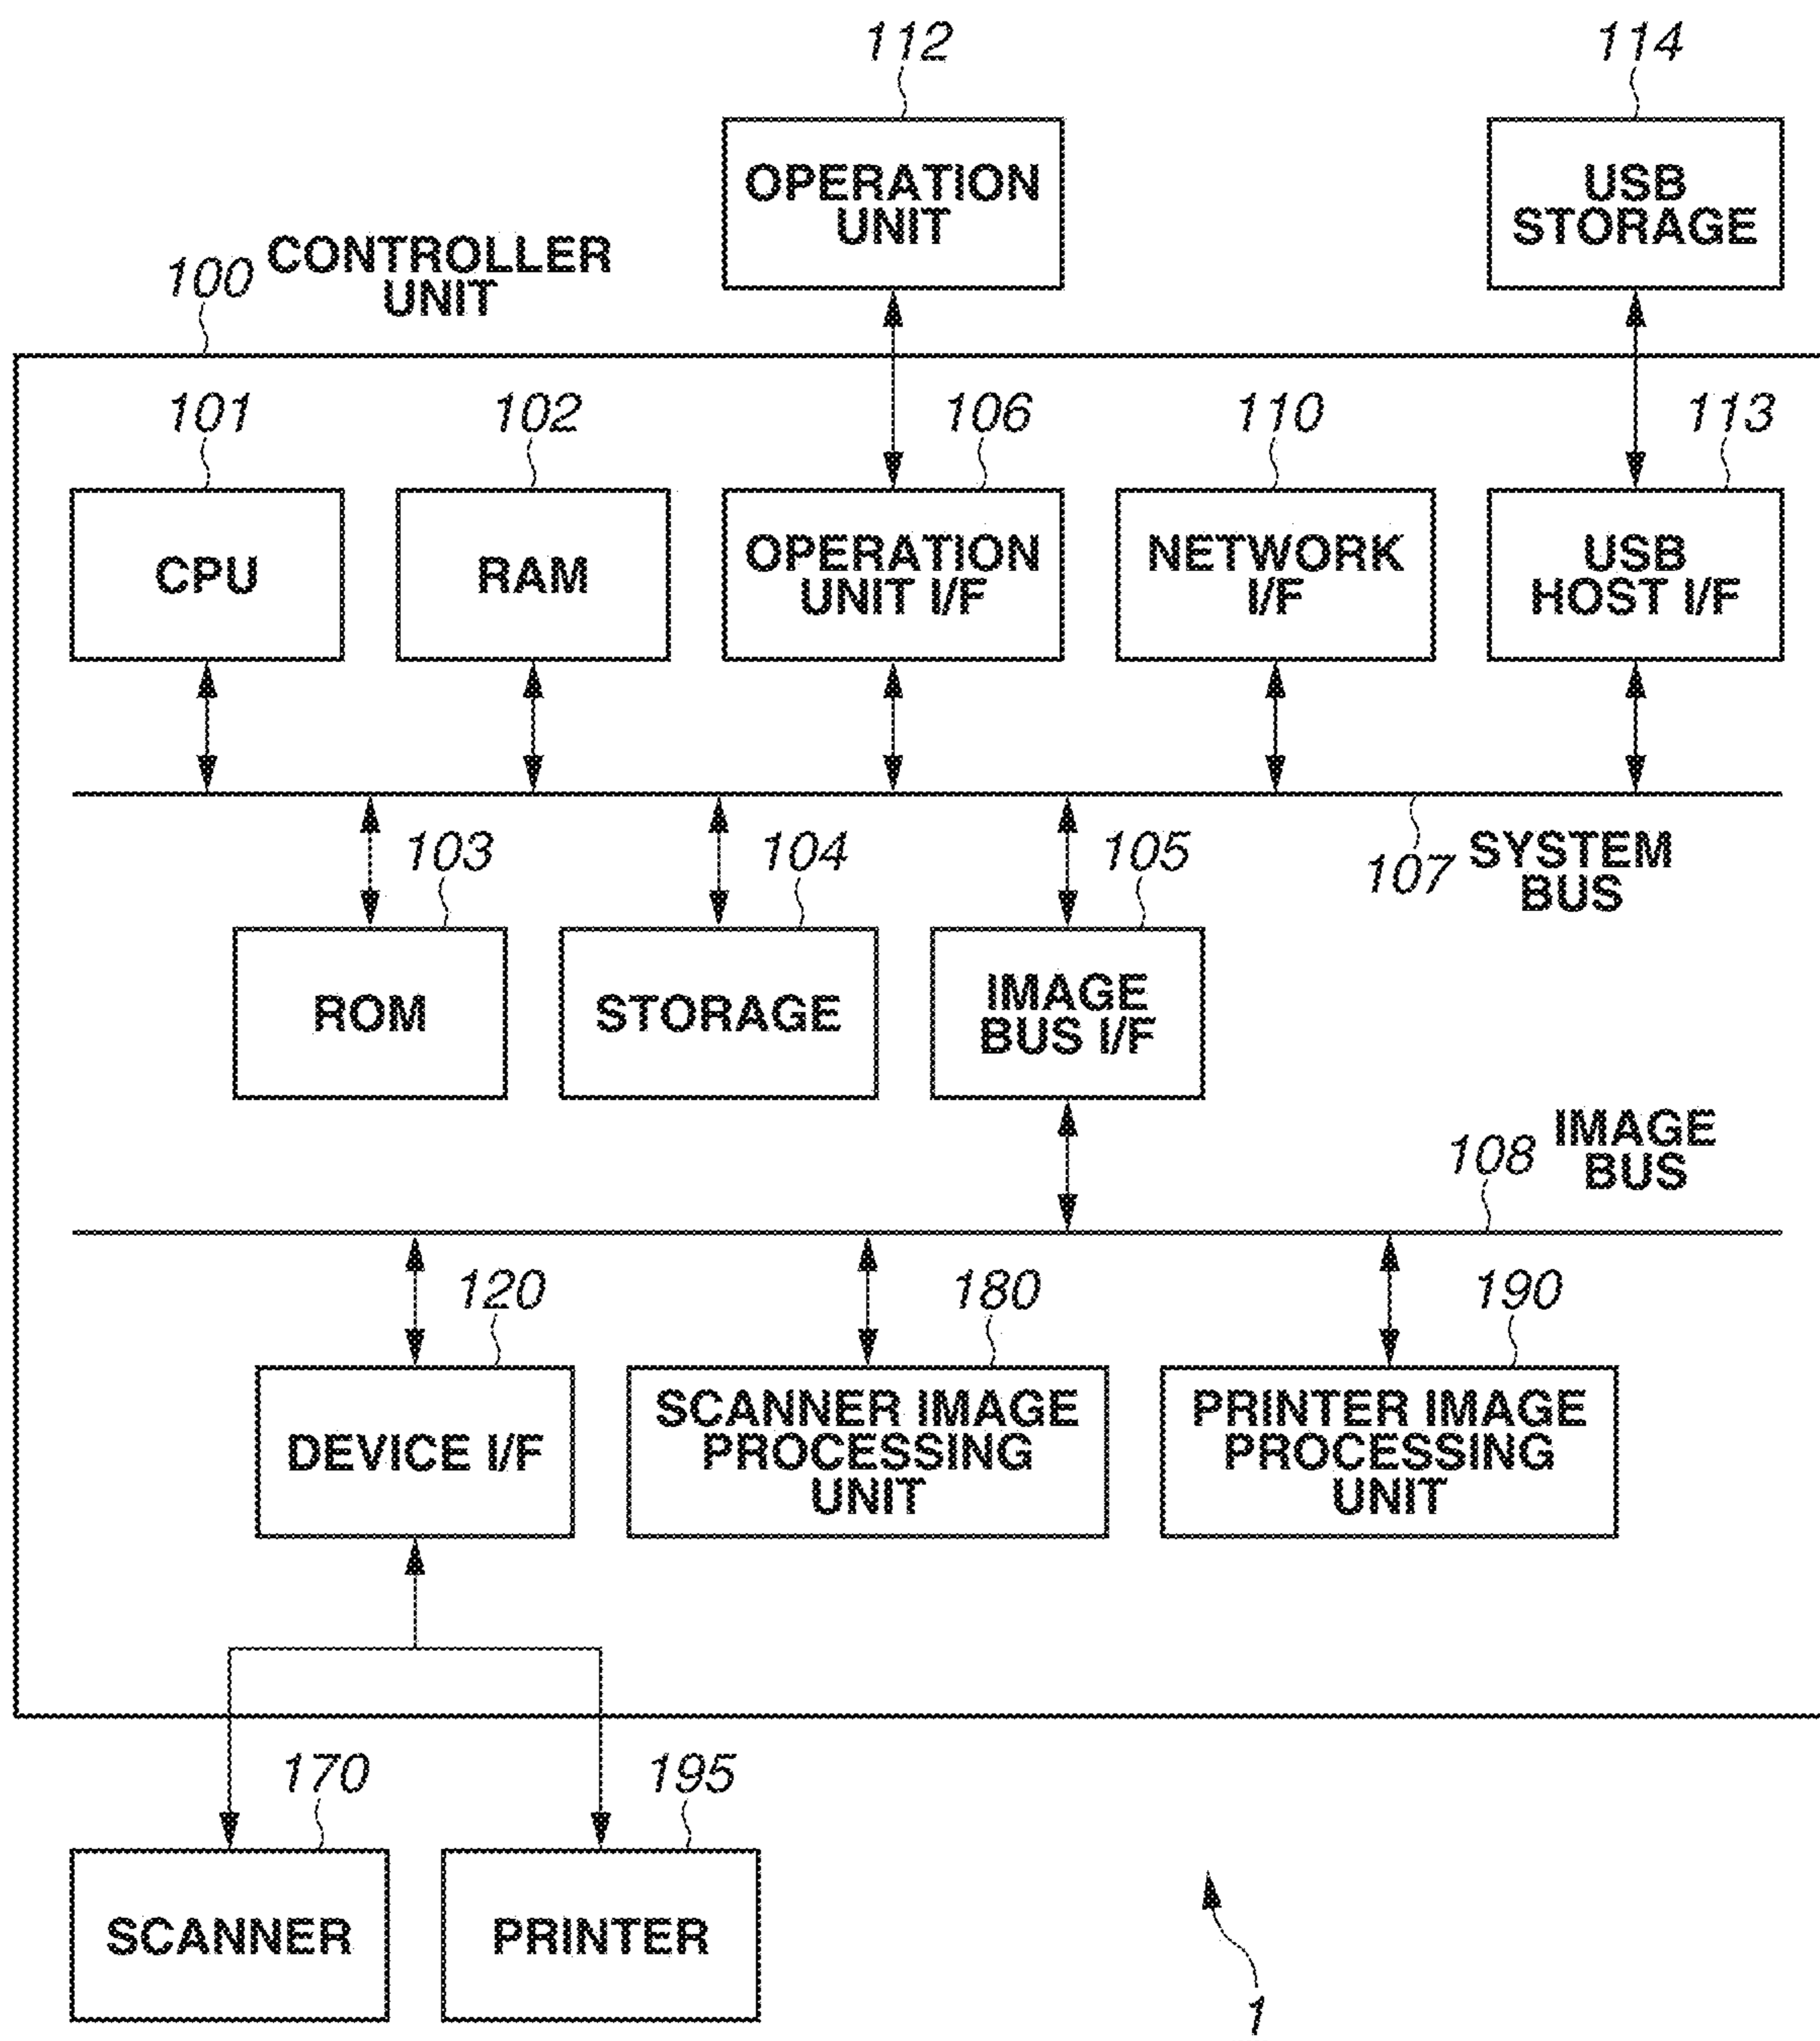 112
114
OPERATION
UNIT
USB
STORAGE
100
CONTROLLER
UNIT
101
102
106
110
113
CPU
RAM
OPERATION
UNIT I/F
NETWORK
I/F
USB
HOST I/F
103
104
105
107
SYSTEM
BUS
ROM
STORAGE
IMAGE
BUS I/F
108
IMAGE
BUS
120
180
190
DEVICE I/F
SCANNER IMAGE
PROCESSING
UNIT
PRINTER IMAGE
PROCESSING
UNIT
170
195
SCANNER
PRINTER
1